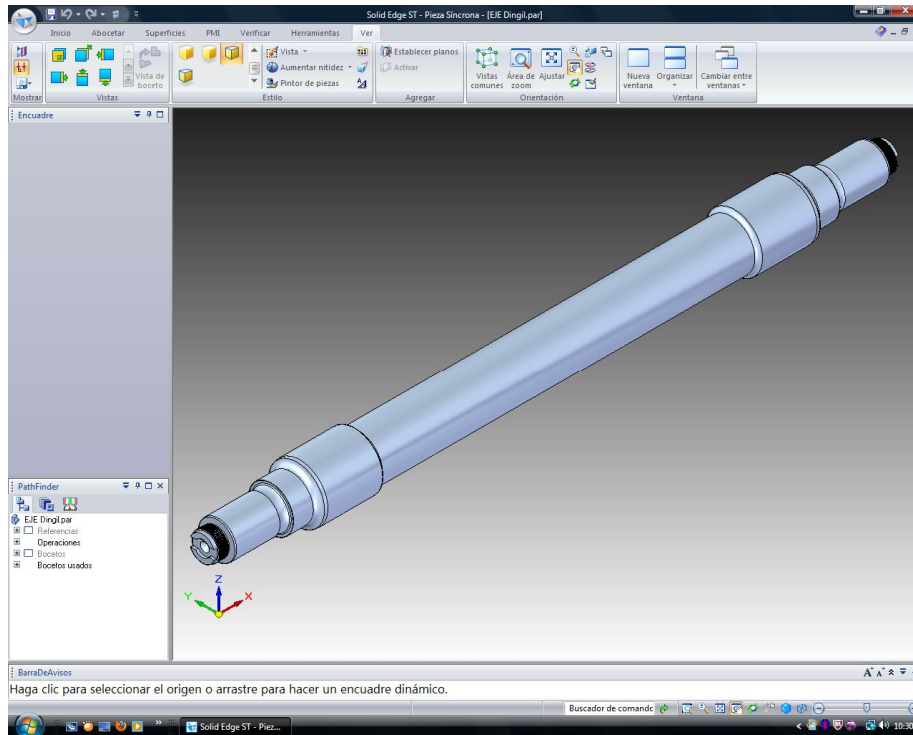 Solid Edge ST - Pieza Síncrona - [EJE Dingil.par]
Inicio Abocetar Superficies PMI Verificar Herramientas Ver
Vista Establecer planos
Aumentar nitidez Activar
Vista de boceto Pintor de piezas
Vistas comunes Área de zoom Ajustar Nueva ventana Organizar Cambiar entre ventanas
Mostrar Vistas Estilo Agregar Orientación Ventana
Encuadre
PathFinder
EJE Dingil.par
Referencias
Operaciones
Bocetos
Bocetos usados
Z
Y X
BarraDeAvisos
Haga clic para seleccionar el origen o arrastre para hacer un encuadre dinámico.
Buscador de comandc
Solid Edge ST - Piez... 10:30